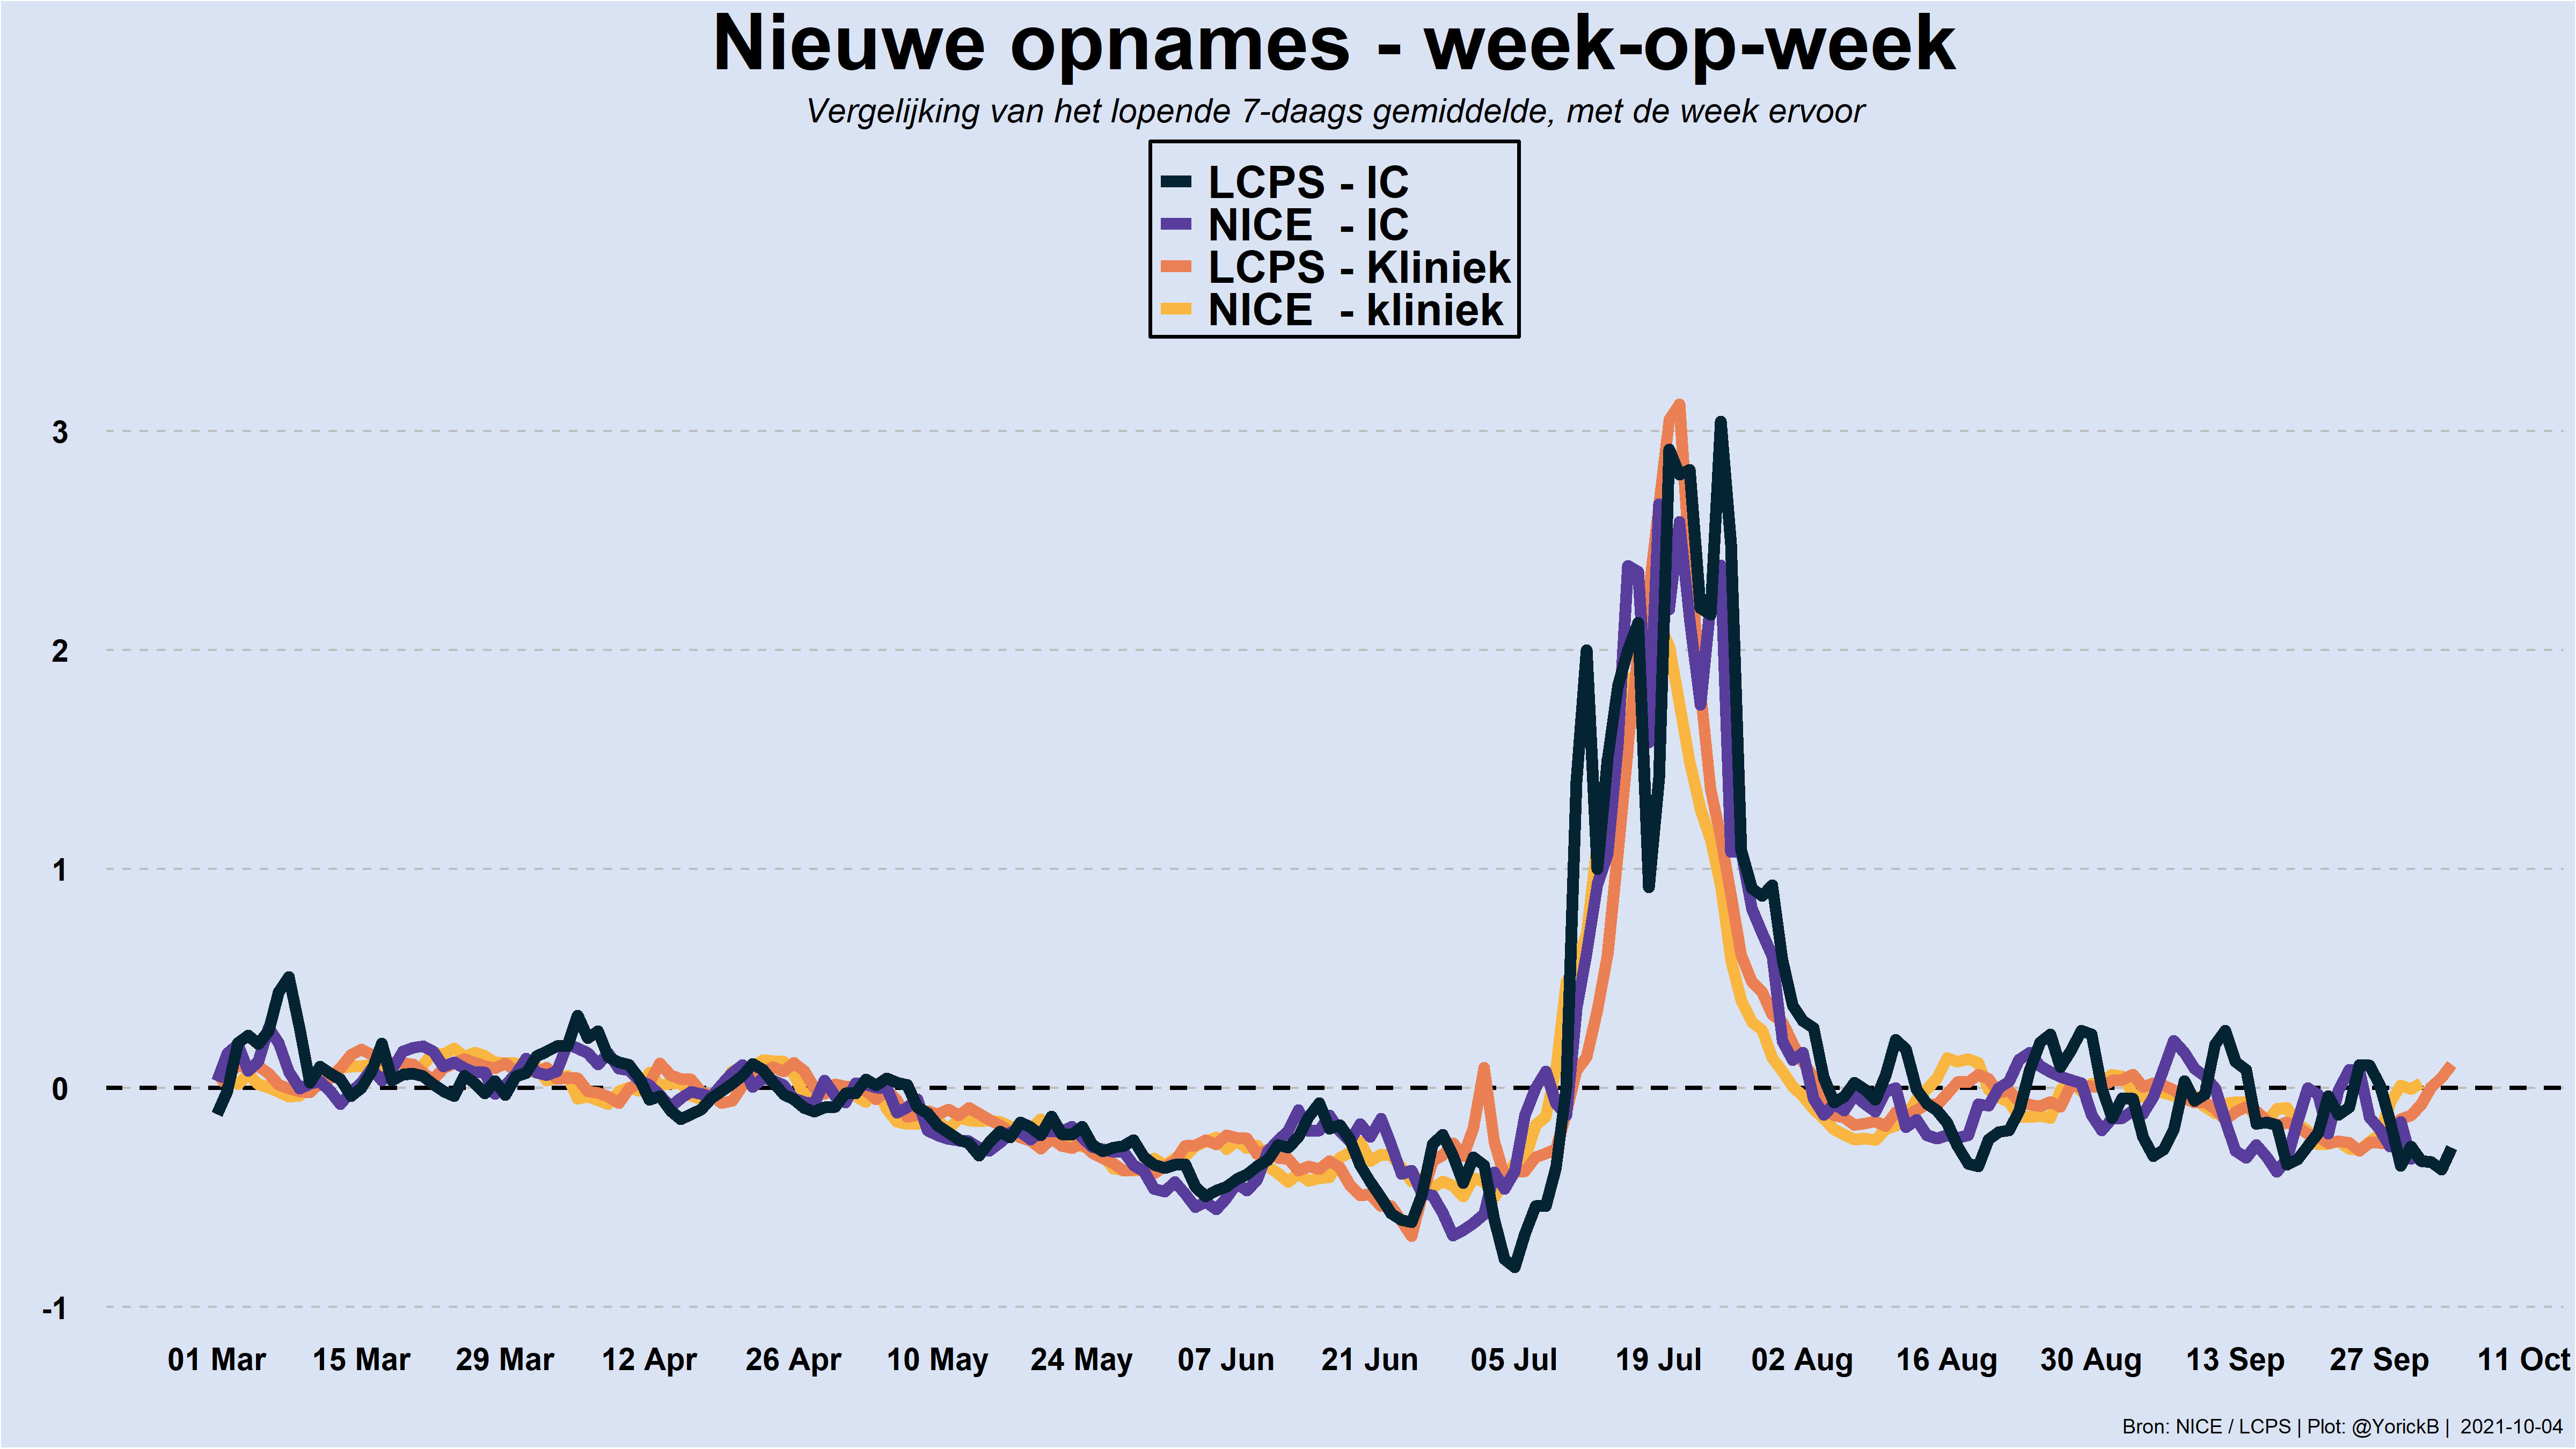 Nieuwe opnames - week-op-week
Vergelijking van het lopende 7-daags gemiddelde, met de week ervoor
LCPS - IC
NICE - IC
LCPS - Kliniek
NICE - kliniek
3
2
1
0
-1
01 Mar 15 Mar 29 Mar 12 Apr 26 Apr 10 May 24 May 07 Jun 21 Jun 05 Jul 19 Jul 02 Aug 16 Aug 30 Aug 13 Sep 27 Sep 11 Oct
Bron: NICE / LCPS | Plot: @YorickB | 2021-10-04